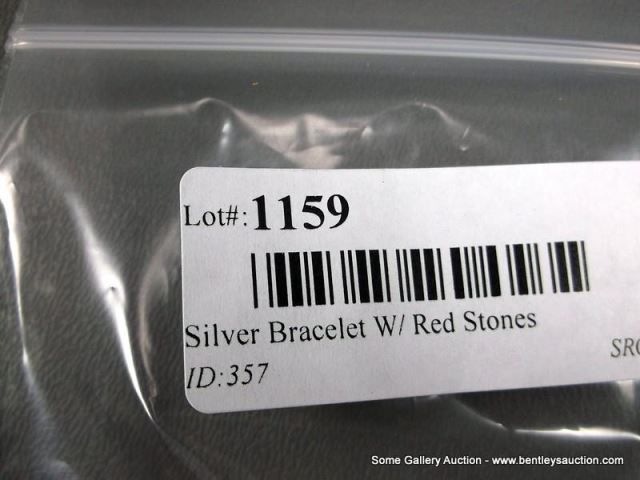 Lot#: 1159
Silver Bracelet W/ Red Stones
ID:357
Some Gallery Auction - www.bentleysauction.com